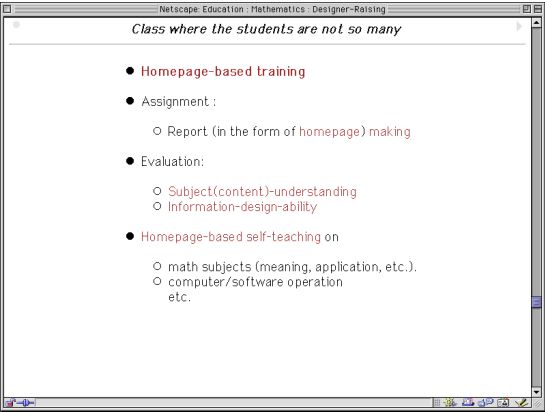 Netscape: Education : Mathematics : Designer-Raising
Class where the students are not so many
Homepage-based training
Assignment :
Report (in the form of homepage) making
Evaluation:
Subject(content)-understanding
Information-design-ability
Homepage-based self-teaching on
math subjects (meaning, application, etc.).
computer/software operation
etc.